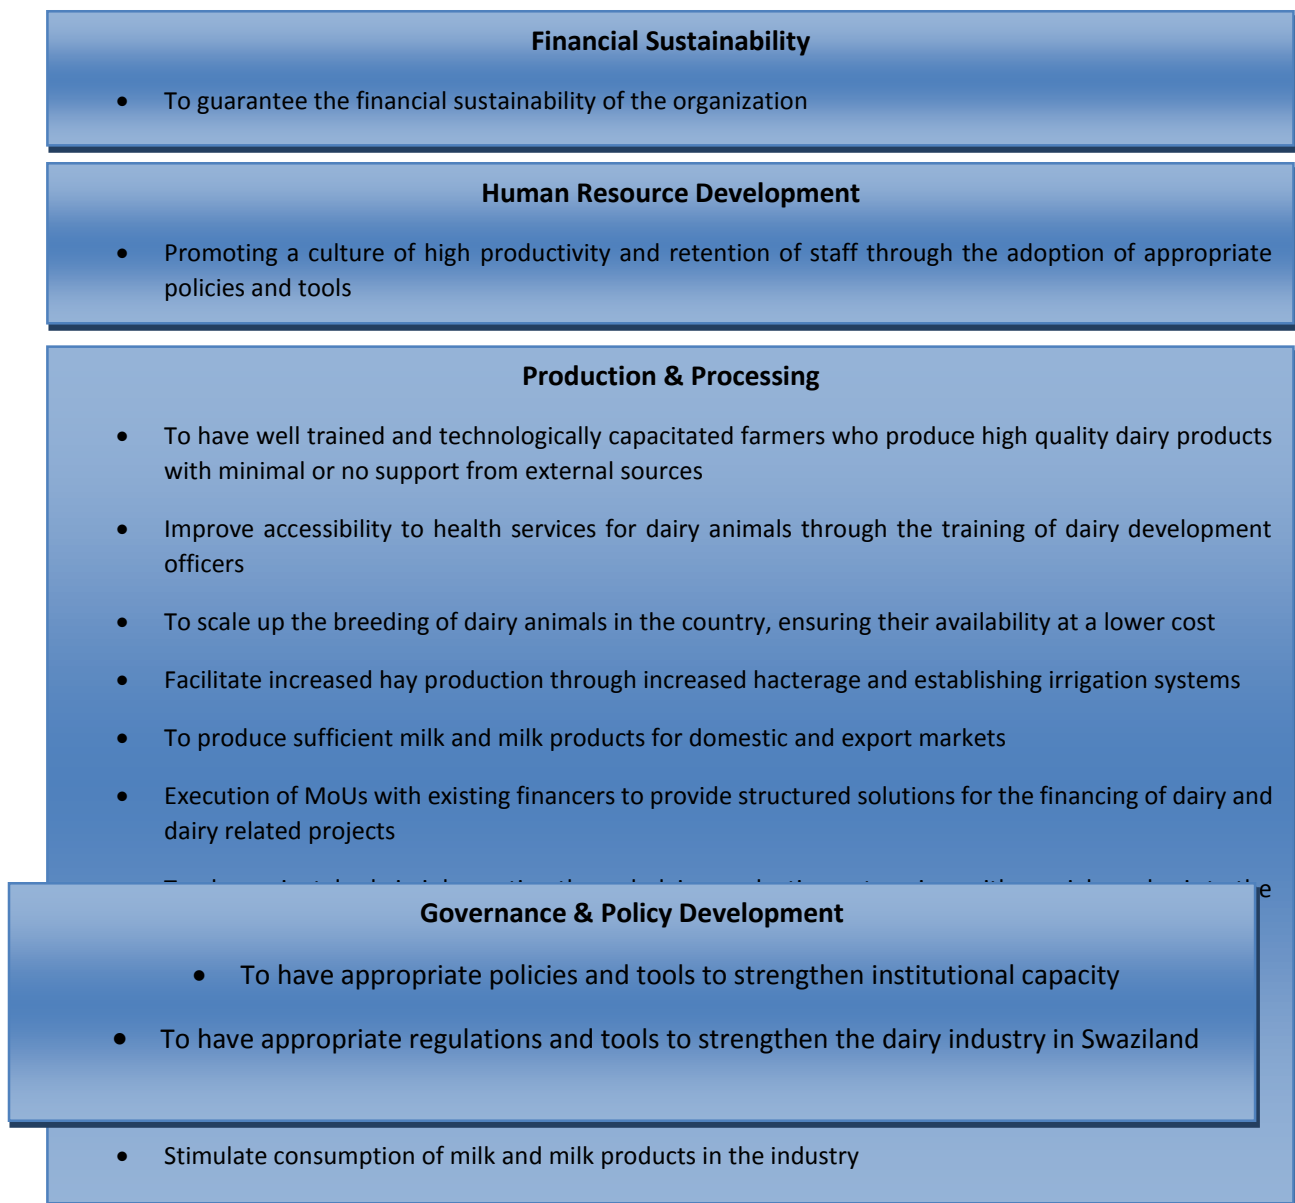 Financial Sustainability
• To guarantee the financial sustainability of the organization
Human Resource Development
• Promoting a culture of high productivity and retention of staff through the adoption of appropriate
policies and tools
Production & Processing
• To have well trained and technologically capacitated farmers who produce high quality dairy products
with minimal or no support from external sources
• Improve accessibility to health services for dairy animals through the training of dairy development
officers
• To scale up the breeding of dairy animals in the country, ensuring their availability at a lower cost
• Facilitate increased hay production through increased hacterage and establishing irrigation systems
• To produce sufficient milk and milk products for domestic and export markets
• Execution of MoUs with existing financers to provide structured solutions for the financing of dairy and
dairy related projects
the
Governance & Policy Development
• To have appropriate policies and tools to strengthen institutional capacity
• To have appropriate regulations and tools to strengthen the dairy industry in Swaziland
• Stimulate consumption of milk and milk products in the industry